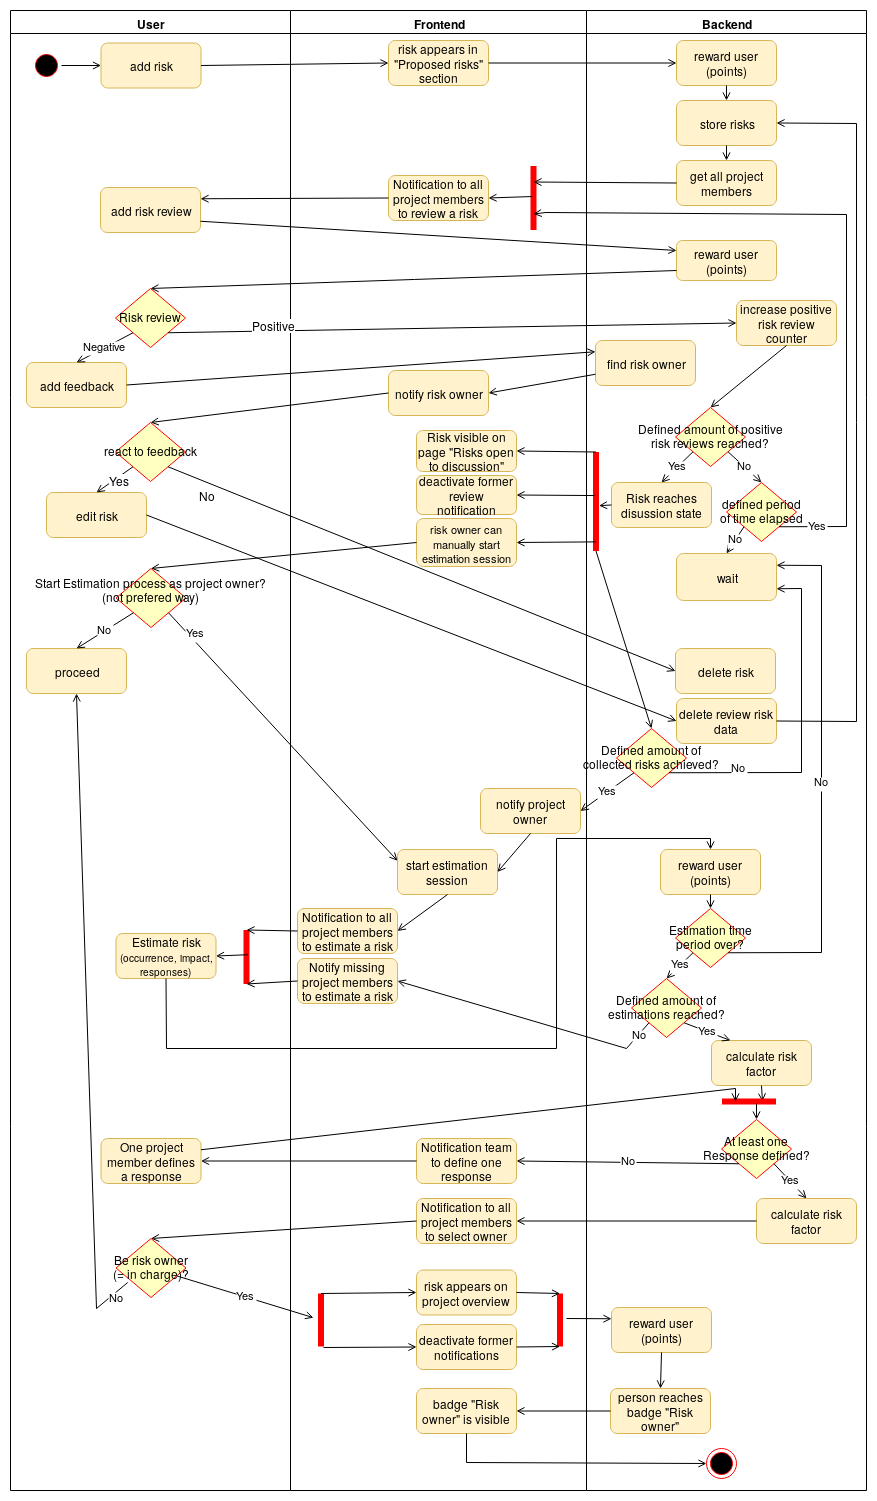 User
Frontend
Backend
add risk
risk appears in
"Proposed risks"
section
reward user
(points)
store risks
get all project
members
Notification to all
project members
to review a risk
add risk review
reward user
(points)
Risk review
Positive
Negative
increase positive
risk review
counter
add feedback
find risk owner
notify risk owner
react to feedback
Yes
No
edit risk
Risk visible on
page "Risks open
to discussion"
deactivate former
review
notification
risk owner can
manually start
estimation session
Defined amount of positive
risk reviews reached?
Yes
No
Risk reaches
disussion state
defined period
of time elapsed
Yes
No
wait
Start Estimation process as project owner?
(not prefered way)
No
Yes
proceed
delete risk
delete review risk
data
Defined amount of
collected risks achieved?
No
Yes
No
notify project
owner
start estimation
session
reward user
(points)
Notification to all
project members
to estimate a risk
Estimate risk
(occurrence, Impact,
responses)
Notify missing
project members
to estimate a risk
Estimation time
period over?
Yes
Defined amount of
estimations reached?
No
Yes
calculate risk
factor
At least one
Response defined?
No
Yes
One project
member defines
a response
Notification team
to define one
response
calculate risk
factor
Notification to all
project members
to select owner
Be risk owner
(= in charge)?
No
Yes
risk appears on
project overview
deactivate former
notifications
reward user
(points)
person reaches
badge "Risk
owner"
badge "Risk
owner" is visible